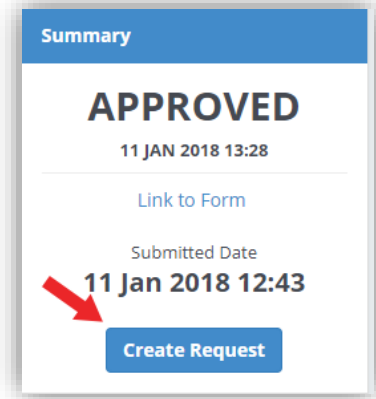 Summary
APPROVED
11 JAN 2018 13:28
Link to Form
Submitted Date
11 Jan 2018 12:43
Create Request